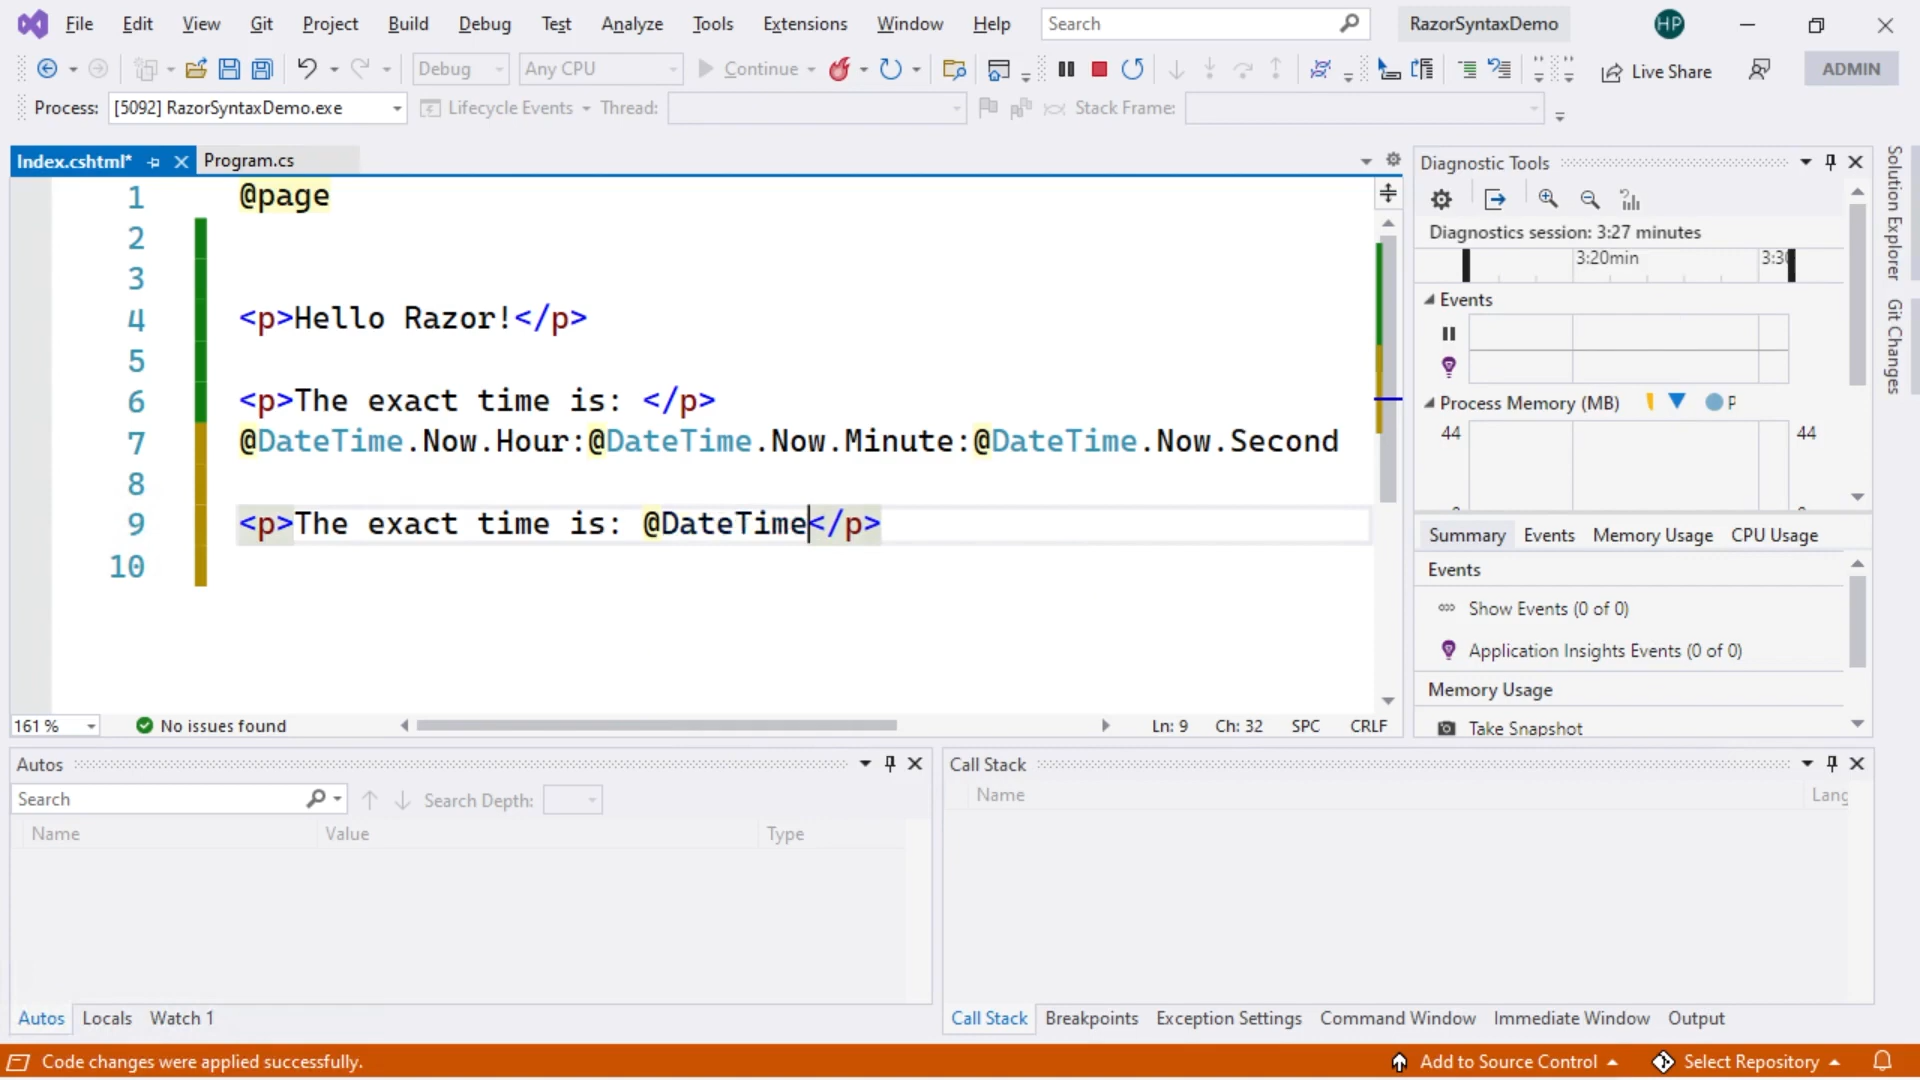 File Edit View Git Project Build Debug Test Analyze Tools Extensions Window Help Search RazorSyntaxDemo HP
Debug Any CPU Continue Live Share ADMIN
Process: [5092] RazorSyntaxDemo.exe Lifecycle Events Thread: Stack Frame:
Index.cshtml* Program.cs
1 @page
2
3
4 <p>Hello Razor!</p>
5
6 <p>The exact time is: </p>
7 @DateTime.Now.Hour:@DateTime.Now.Minute:@DateTime.Now.Second
8
9 <p>The exact time is: @DateTime</p>
10
161 % No issues found Ln: 9 Ch: 32 SPC CRLF
Diagnostic Tools
Diagnostics session: 3:27 minutes
3:20min 3:30
Events
Process Memory (MB) P
44 44
Summary Events Memory Usage CPU Usage
Events
Show Events (0 of 0)
Application Insights Events (0 of 0)
Memory Usage
Take Snapshot
Solution Explorer
Git Changes
Autos
Search Search Depth:
Name Value Type
Autos Locals Watch 1
Call Stack
Name Lang
Call Stack Breakpoints Exception Settings Command Window Immediate Window Output
Code changes were applied successfully. Add to Source Control Select Repository